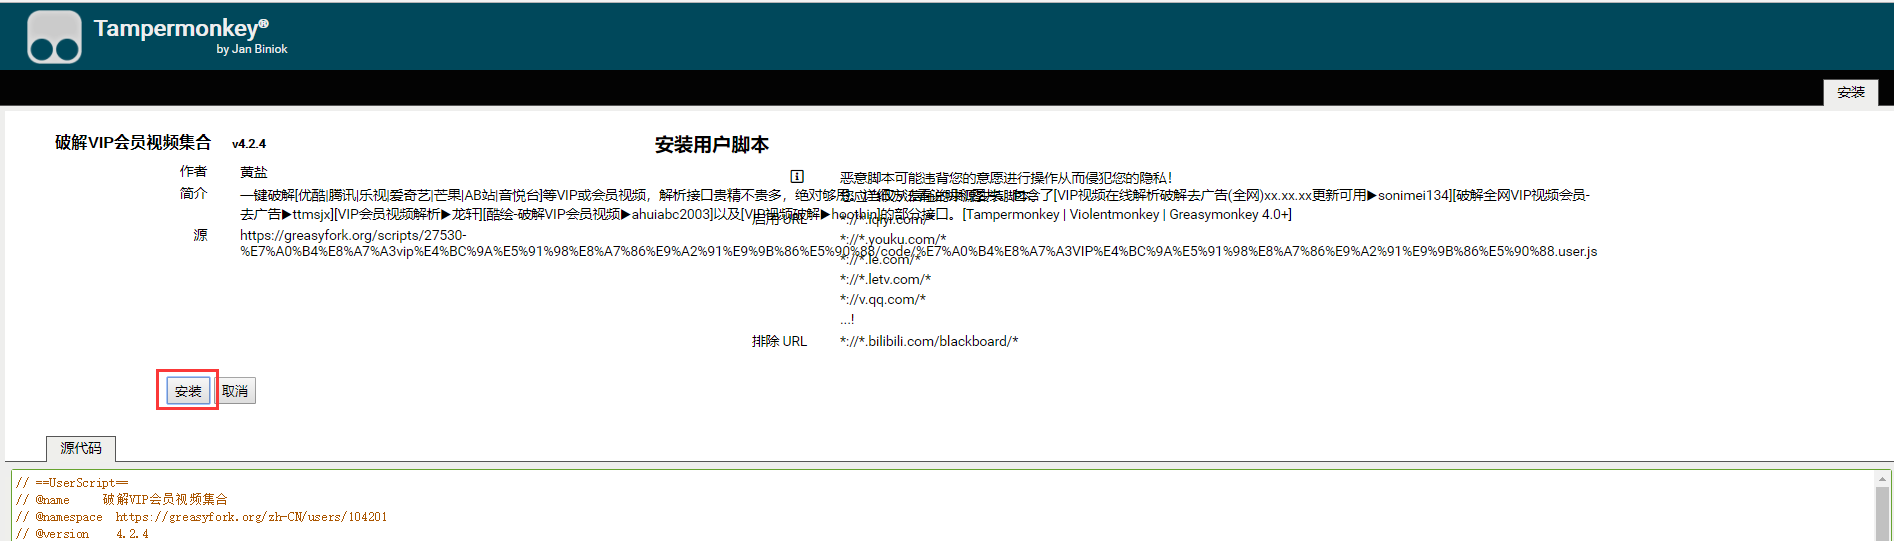 Tampermonkey®
by Jan Biniok
安装
破解VIP会员视频集合 v4.2.4
安装用户脚本
作者 黄盐
恶意脚本可能违背您的意愿进行操作从而侵犯您的隐私！
简介 一键破解[优酷|腾讯|乐视|爱奇艺|芒果|AB站|音悦台]等VIP或会员视频，解析接口贵精不贵多，绝对够用。
含了[VIP视频在线解析破解去广告(全网)xx.xx.xx更新可用▶sonimei134][破解全网VIP视频会员-
去广告▶ttmsjx][VIP会员视频解析▶龙轩][酷绘-破解VIP会员视频▶ahuiabc2003]以及[VIP视频破解▶hoothin]的部分接口。[Tampermonkey | Violentmonkey | Greasymonkey 4.0+]
启用 URL *://*.iqiyi.com/*
源 https://greasyfork.org/scripts/27530-
*://*.youku.com/*
%E7%A0%B4%E8%A7%A3vip%E4%BC%9A%E5%91%98%E8%A7%86%E9%A2%91%E9%9B%86%E5%90%88/code/%E7%A0%B4%E8%A7%A3VIP%E4%BC%9A%E5%91%98%E8%A7%86%E9%A2%91%E9%9B%86%E5%90%88.user.js
*://*.le.com/*
*://*.letv.com/*
*://v.qq.com/*
...!
排除 URL *://*.bilibili.com/blackboard/*
安装 取消
源代码
// ==UserScript==
// @name 破解VIP会员视频集合
// @namespace https://greasyfork.org/zh-CN/users/104201
// @version 4.2.4